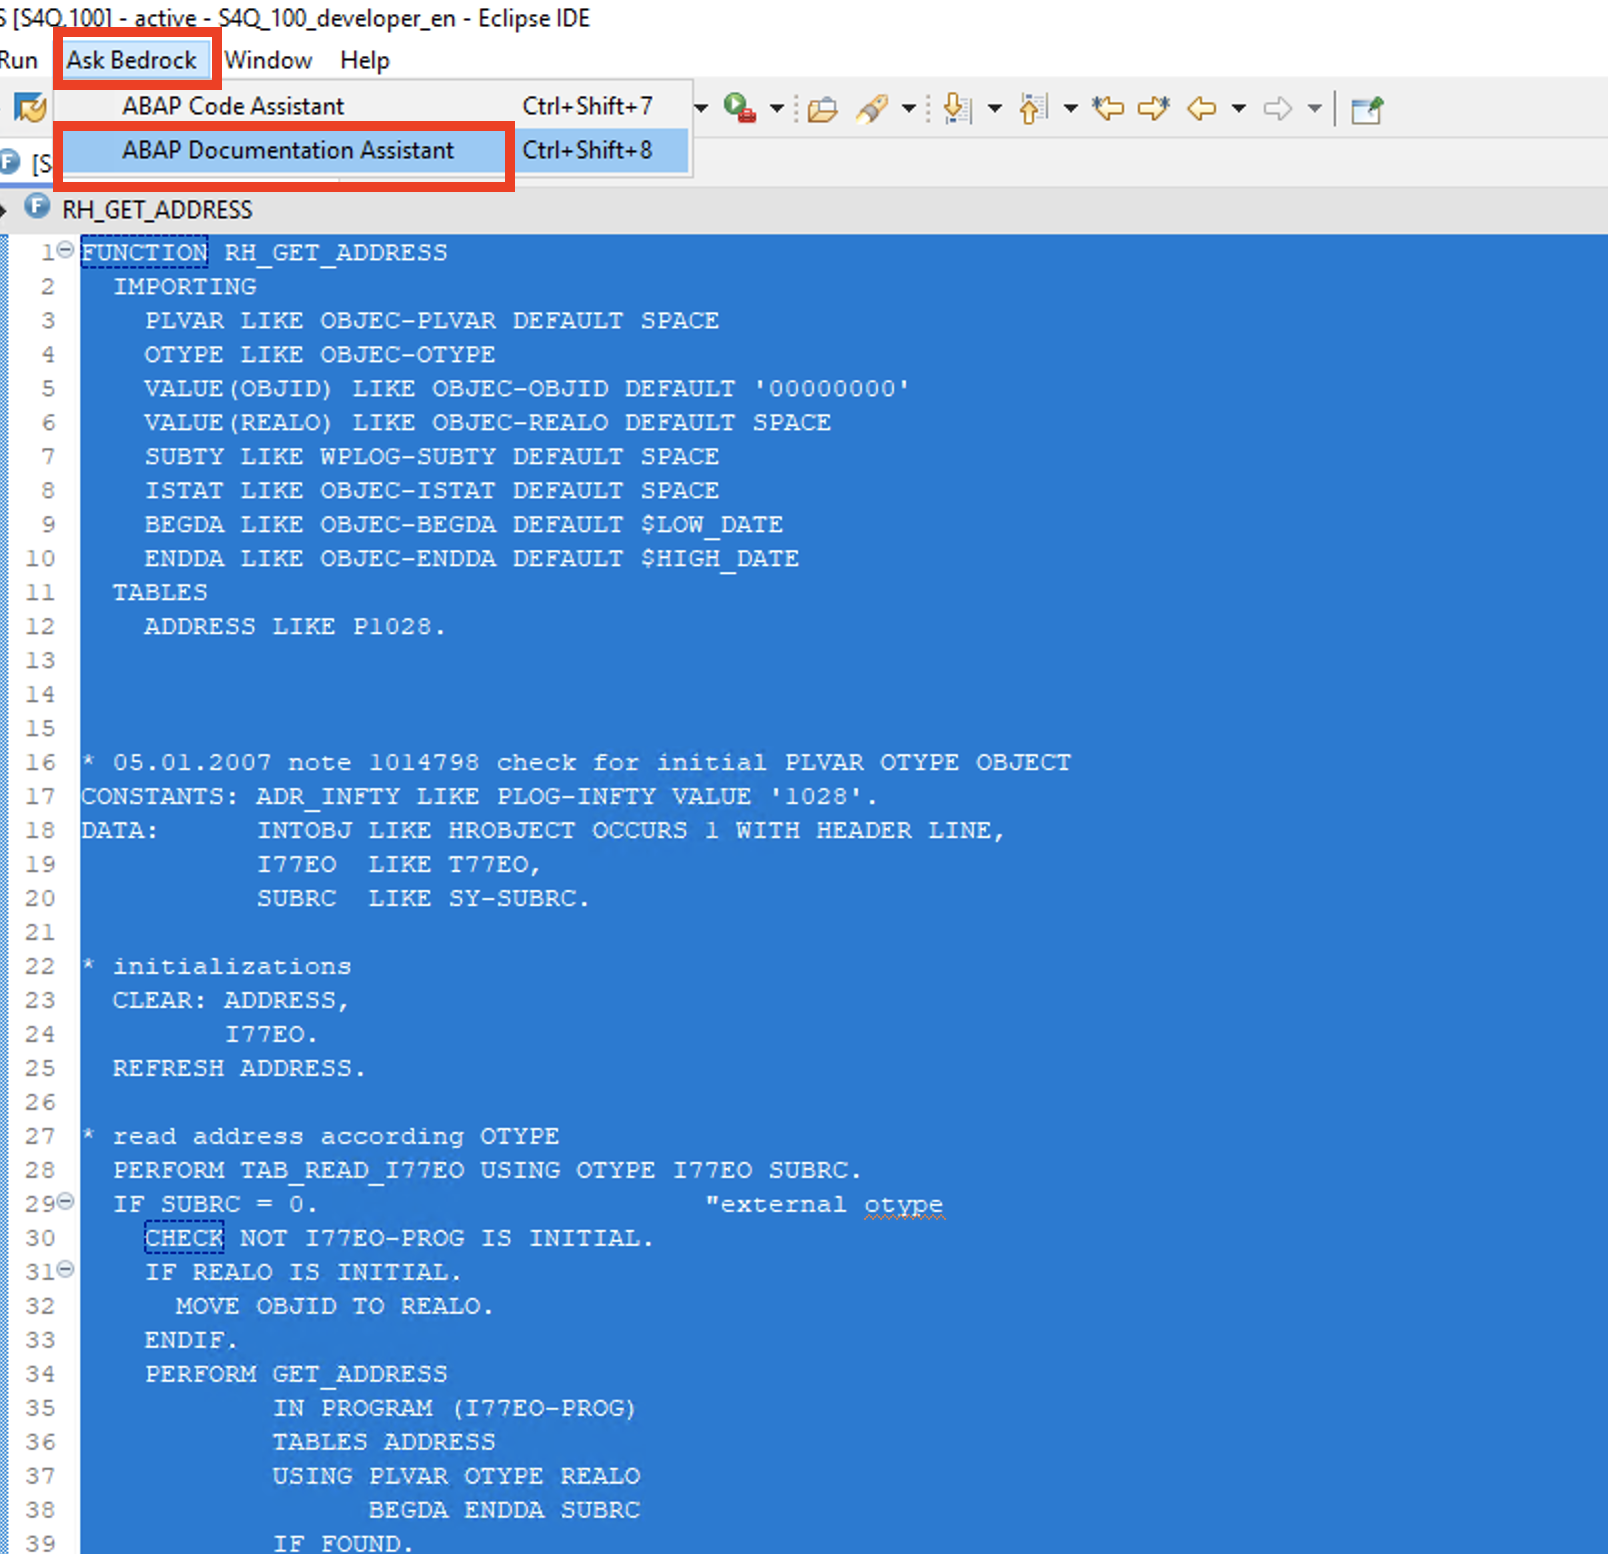 S [S4Q,100] - active - S4Q_100_developer_en - Eclipse IDE
Run Ask Bedrock Window Help
ABAP Code Assistant Ctrl+Shift+7
ABAP Documentation Assistant Ctrl+Shift+8
F [S
F RH_GET_ADDRESS
1 FUNCTION RH_GET_ADDRESS
2 IMPORTING
3 PLVAR LIKE OBJEC-PLVAR DEFAULT SPACE
4 OTYPE LIKE OBJEC-OTYPE
5 VALUE(OBJID) LIKE OBJEC-OBJID DEFAULT '00000000'
6 VALUE(REALO) LIKE OBJEC-REALO DEFAULT SPACE
7 SUBTY LIKE WPLOG-SUBTY DEFAULT SPACE
8 ISTAT LIKE OBJEC-ISTAT DEFAULT SPACE
9 BEGDA LIKE OBJEC-BEGDA DEFAULT $LOW_DATE
10 ENDDA LIKE OBJEC-ENDDA DEFAULT $HIGH_DATE
11 TABLES
12 ADDRESS LIKE P1028.
13
14
15
16 * 05.01.2007 note 1014798 check for initial PLVAR OTYPE OBJECT
17 CONSTANTS: ADR_INFTY LIKE PLOG-INFTY VALUE '1028'.
18 DATA: INTOBJ LIKE HROBJECT OCCURS 1 WITH HEADER LINE,
19 I77EO LIKE T77EO,
20 SUBRC LIKE SY-SUBRC.
21
22 * initializations
23 CLEAR: ADDRESS,
24 I77EO.
25 REFRESH ADDRESS.
26
27 * read address according OTYPE
28 PERFORM TAB_READ_I77EO USING OTYPE I77EO SUBRC.
29 IF SUBRC = 0. "external otype
30 CHECK NOT I77EO-PROG IS INITIAL.
31 IF REALO IS INITIAL.
32 MOVE OBJID TO REALO.
33 ENDIF.
34 PERFORM GET_ADDRESS
35 IN PROGRAM (I77EO-PROG)
36 TABLES ADDRESS
37 USING PLVAR OTYPE REALO
38 BEGDA ENDDA SUBRC
39 IF FOUND.